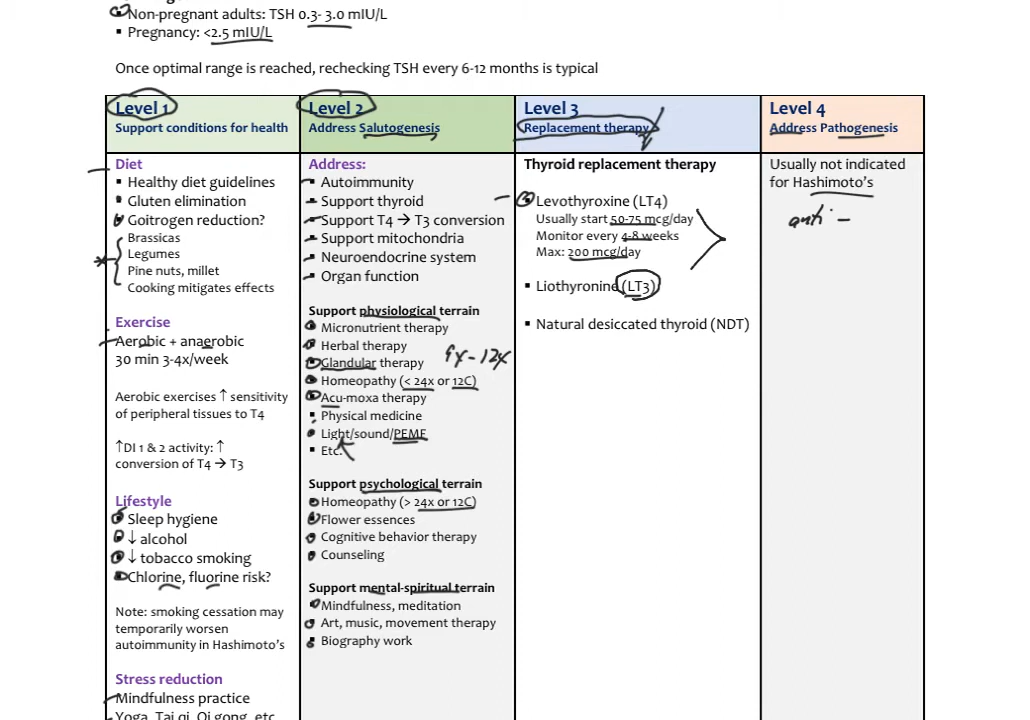 Non-pregnant adults: TSH 0.3- 3.0 mIU/L
▪ Pregnancy: <2.5 mIU/L
Once optimal range is reached, rechecking TSH every 6-12 months is typical
Level 1
Support conditions for health
Diet
▪ Healthy diet guidelines
▪ Gluten elimination
▪ Goitrogen reduction?
Brassicas
Legumes
Pine nuts, millet
Cooking mitigates effects
Exercise
Aerobic + anaerobic
30 min 3-4x/week
Aerobic exercises ↑ sensitivity
of peripheral tissues to T4
↑DI 1 & 2 activity: ↑
conversion of T4 → T3
Lifestyle
Sleep hygiene
↓ alcohol
↓ tobacco smoking
Chlorine, fluorine risk?
Note: smoking cessation may
temporarily worsen
autoimmunity in Hashimoto's
Stress reduction
Mindfulness practice
Yoga, Tai qi, Qi gong, etc
Level 2
Address Salutogenesis
Address:
▪ Autoimmunity
▪ Support thyroid
▪ Support T4 → T3 conversion
▪ Support mitochondria
▪ Neuroendocrine system
▪ Organ function
Support physiological terrain
▪ Micronutrient therapy
▪ Herbal therapy
▪ Glandular therapy
▪ Homeopathy (< 24x or 12C)
▪ Acu-moxa therapy
▪ Physical medicine
▪ Light/sound/PEMF
▪ Etc.
Support psychological terrain
▪ Homeopathy (> 24x or 12C)
▪ Flower essences
▪ Cognitive behavior therapy
▪ Counseling
Support mental-spiritual terrain
▪ Mindfulness, meditation
▪ Art, music, movement therapy
▪ Biography work
Level 3
Replacement therapy
Thyroid replacement therapy
▪ Levothyroxine (LT4)
Usually start 50-75 mcg/day
Monitor every 4-8 weeks
Max: 200 mcg/day
▪ Liothyronine (LT3)
▪ Natural desiccated thyroid (NDT)
Level 4
Address Pathogenesis
Usually not indicated
for Hashimoto's
anti -